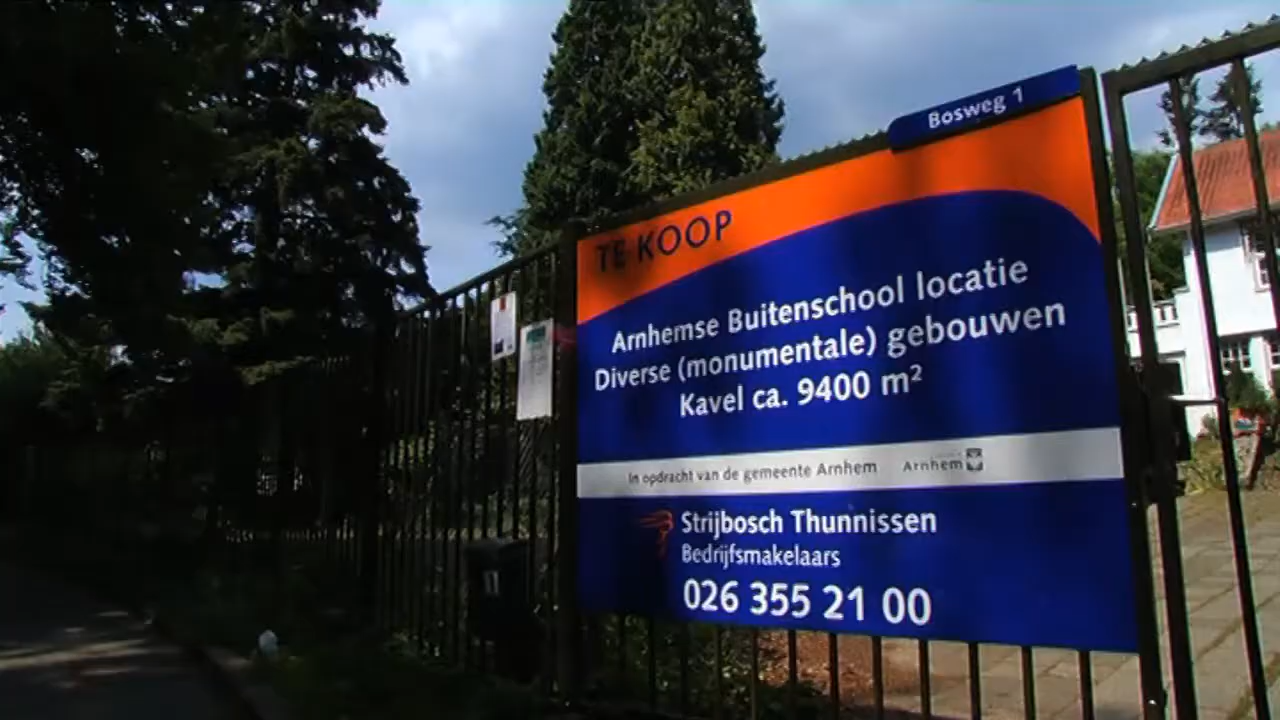 Bosweg 1
TE KOOP
Arnhemse Buitenschool locatie
Diverse (monumentale) gebouwen
Kavel ca. 9400 m²
In opdracht van de gemeente Arnhem
Arnhem
Strijbosch Thunnissen
Bedrijfsmakelaars
026 355 21 00